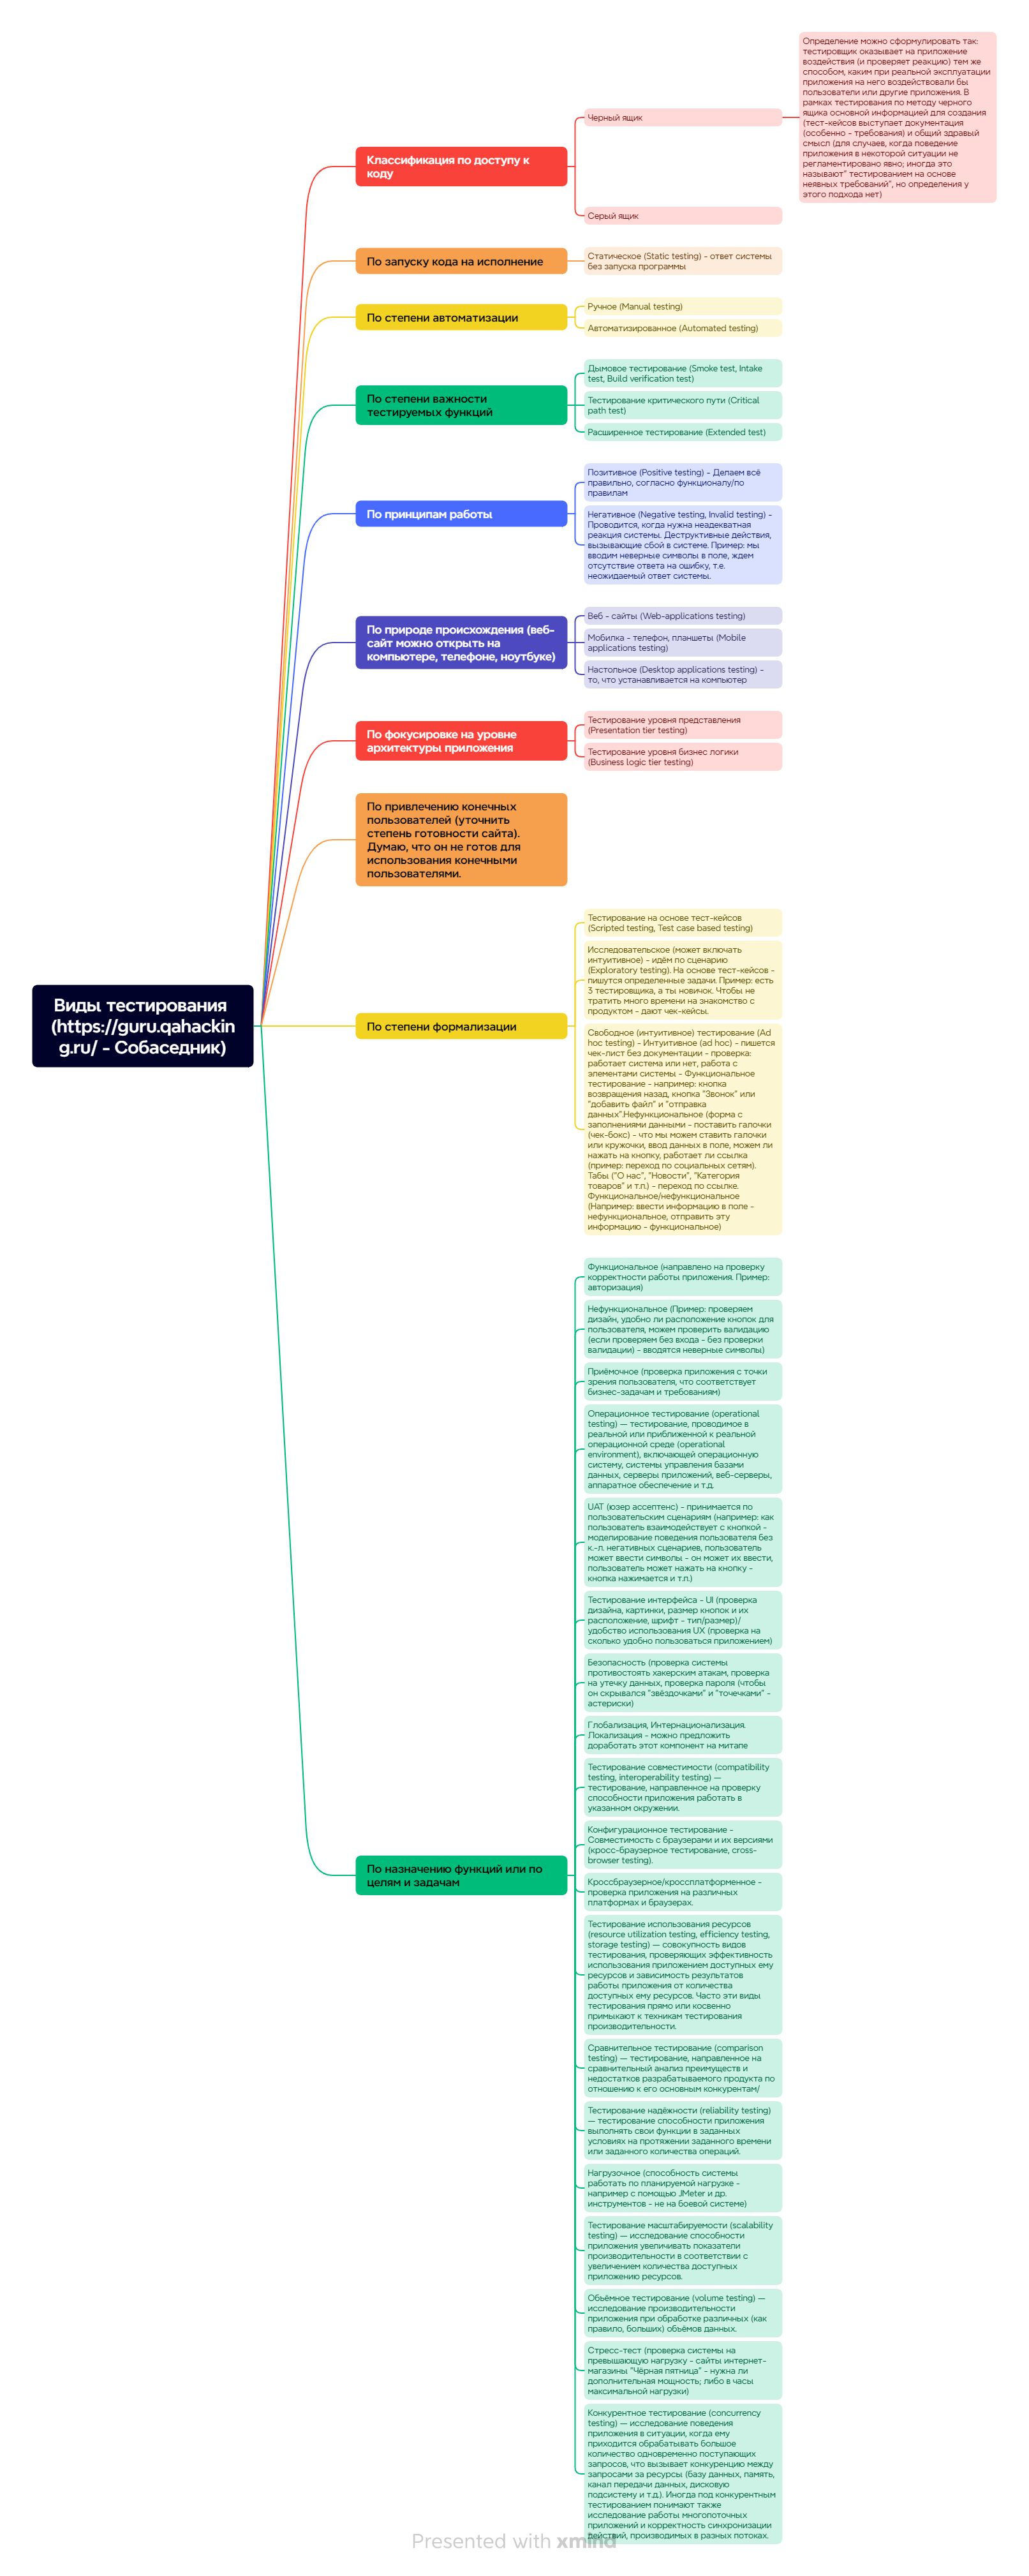 Виды тестирования
(https://guru.qahackin
g.ru/ - Собаседник)
Классификация по доступу к
коду
Черный ящик
Определение можно сформулировать так:
тестировщик оказывает на приложение
воздействия (и проверяет реакцию) тем же
способом, каким при реальной эксплуатации
приложения на него воздействовали бы
пользователи или другие приложения. В
рамках тестирования по методу черного
ящика основной информацией для создания
(тест-кейсов выступает документация
(особенно - требования) и общий здравый
смысл (для случаев, когда поведение
приложения в некоторой ситуации не
регламентировано явно; иногда это
называют" тестированием на основе
неявных требований", но определения у
этого подхода нет)
Серый ящик
По запуску кода на исполнение
Статическое (Static testing) - ответ системы
без запуска программы
По степени автоматизации
Ручное (Manual testing)
Автоматизированное (Automated testing)
По степени важности
тестируемых функций
Дымовое тестирование (Smoke test, Intake
test, Build verification test)
Тестирование критического пути (Critical
path test)
Расширенное тестирование (Extended test)
По принципам работы
Позитивное (Positive testing) - Делаем всё
правильно, согласно функционалу/по
правилам
Негативное (Negative testing, Invalid testing) -
Проводится, когда нужна неадекватная
реакция системы. Деструктивные действия,
вызывающие сбой в системе. Пример: мы
вводим неверные символы в поле, ждем
отсутствие ответа на ошибку, т.е.
неожидаемый ответ системы.
По природе происхождения (веб-
сайт можно открыть на
компьютере, телефоне, ноутбуке)
Веб - сайты (Web-applications testing)
Мобилка - телефон, планшеты (Mobile
applications testing)
Настольное (Desktop applications testing) -
то, что устанавливается на компьютер
По фокусировке на уровне
архитектуры приложения
Тестирование уровня представления
(Presentation tier testing)
Тестирование уровня бизнес логики
(Business logic tier testing)
По привлечению конечных
пользователей (уточнить
степень готовности сайта).
Думаю, что он не готов для
использования конечными
пользователями.
По степени формализации
Тестирование на основе тест-кейсов
(Scripted testing, Test case based testing)
Исследовательское (может включать
интуитивное) - идём по сценарию
(Exploratory testing). На основе тест-кейсов -
пишутся определенные задачи. Пример: есть
3 тестировщика, а ты новичок. Чтобы не
тратить много времени на знакомство с
продуктом - дают чек-кейсы.
Свободное (интуитивное) тестирование (Ad
hoc testing) - Интуитивное (ad hoc) - пишется
чек-лист без документации - проверка:
работает система или нет, работа с
элементами системы - Функциональное
тестирование - например: кнопка
возвращения назад, кнопка "Звонок" или
"добавить файл" и "отправка
данных".Нефункциональное (форма с
заполнениями данными - поставить галочки
(чек-бокс) - что мы можем ставить галочки
или кружочки, ввод данных в поле, можем ли
нажать на кнопку, работает ли ссылка
(пример: переход по социальных сетям).
Табы ("О нас", "Новости", "Категория
товаров" и т.п.) - переход по ссылке.
Функциональное/нефункциональное
(Например: ввести информацию в поле -
нефункциональное, отправить эту
информацию - функциональное)
По назначению функций или по
целям и задачам
Функциональное (направлено на проверку
корректности работы приложения. Пример:
авторизация)
Нефункциональное (Пример: проверяем
дизайн, удобно ли расположение кнопок для
пользователя, можем проверить валидацию
(если проверяем без входа - без проверки
валидации) - вводятся неверные символы)
Приёмочное (проверка приложения с точки
зрения пользователя, что соответствует
бизнес-задачам и требованиям)
Операционное тестирование (operational
testing) — тестирование, проводимое в
реальной или приближенной к реальной
операционной среде (operational
environment), включающей операционную
систему, системы управления базами
данных, серверы приложений, веб-серверы,
аппаратное обеспечение и т.д.
UAT (юзер ассептенс) - принимается по
пользовательским сценариям (например: как
пользователь взаимодействует с кнопкой -
моделирование поведения пользователя без
к.-л. негативных сценариев, пользователь
может ввести символы - он может их ввести,
пользователь может нажать на кнопку -
кнопка нажимается и т.п.)
Тестирование интерфейса - UI (проверка
дизайна, картинки, размер кнопок и их
расположение, шрифт - тип/размер)/
удобство использования UX (проверка на
сколько удобно пользоваться приложением)
Безопасность (проверка системы
противостоять хакерским атакам, проверка
на утечку данных, проверка пароля (чтобы
он скрывался "звёздочками" и "точечками" -
астериски)
Глобализация, Интернационализация.
Локализация - можно предложить
доработать этот компонент на митапе
Тестирование совместимости (compatibility
testing, interoperability testing) —
тестирование, направленное на проверку
способности приложения работать в
указанном окружении.
Конфигурационное тестирование -
Совместимость с браузерами и их версиями
(кросс-браузерное тестирование, cross-
browser testing).
Кроссбраузерное/кроссплатформенное -
проверка приложения на различных
платформах и браузерах.
Тестирование использования ресурсов
(resource utilization testing, efficiency testing,
storage testing) — совокупность видов
тестирования, проверяющих эффективность
использования приложением доступных ему
ресурсов и зависимость результатов
работы приложения от количества
доступных ему ресурсов. Часто эти виды
тестирования прямо или косвенно
примыкают к техникам тестирования
производительности.
Сравнительное тестирование (comparison
testing) — тестирование, направленное на
сравнительный анализ преимуществ и
недостатков разрабатываемого продукта по
отношению к его основным конкурентам/
Тестирование надёжности (reliability testing)
— тестирование способности приложения
выполнять свои функции в заданных
условиях на протяжении заданного времени
или заданного количества операций.
Нагрузочное (способность системы
работать по планируемой нагрузке -
например с помощью JMeter и др.
инструментов - не на боевой системе)
Тестирование масштабируемости (scalability
testing) — исследование способности
приложения увеличивать показатели
производительности в соответствии с
увеличением количества доступных
приложению ресурсов.
Объёмное тестирование (volume testing) —
исследование производительности
приложения при обработке различных (как
правило, больших) объёмов данных.
Стресс-тест (проверка системы на
превышающую нагрузку - сайты интернет-
магазины "Чёрная пятница" - нужна ли
дополнительная мощность; либо в часы
максимальной нагрузки)
Конкурентное тестирование (concurrency
testing) — исследование поведения
приложения в ситуации, когда ему
приходится обрабатывать большое
количество одновременно поступающих
запросов, что вызывает конкуренцию между
запросами за ресурсы (базу данных, память,
канал передачи данных, дисковую
подсистему и т.д.). Иногда под конкурентным
тестированием понимают также
исследование работы многопоточных
приложений и корректность синхронизации
действий, производимых в разных потоках.
Presented with xmind